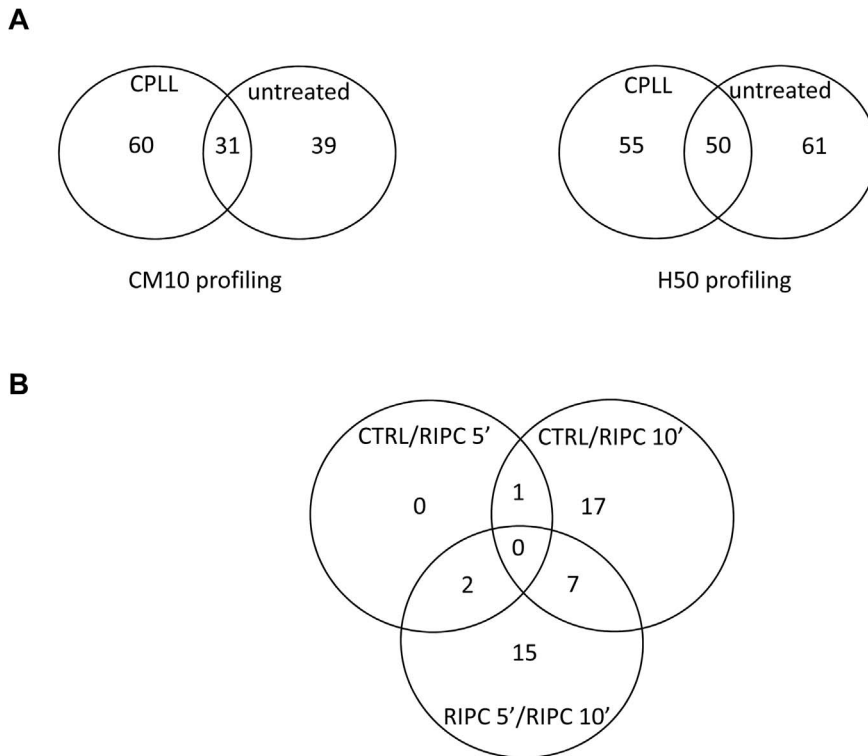 A
CPLL untreated CPLL untreated
60 31 39 55 50 61
CM10 profiling H50 profiling
B
CTRL/RIPC 5’ CTRL/RIPC 10’
1
0 17
0
2 7
15
RIPC 5’/RIPC 10’